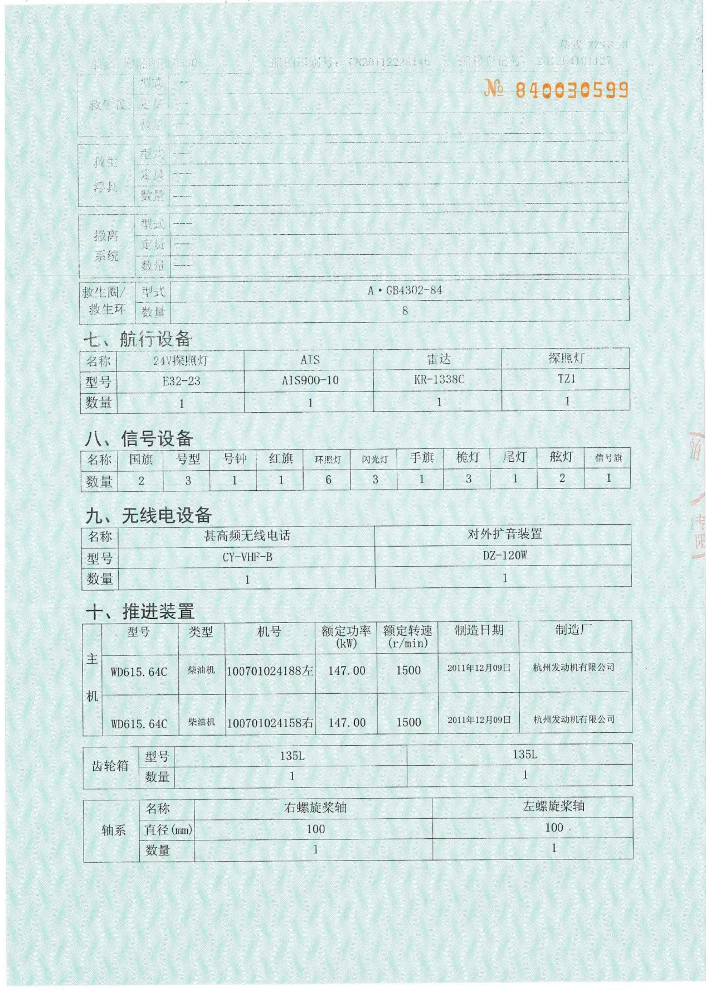 格式
船名: 船舶识别号: CN20112228146 船检登记号: 2012E4101127
№ 840030599
救生筏 型式 ---
定员 ---
数量 ---
救生浮具 型式 ---
定员 ---
数量 ---
撤离系统 型式 ---
定员 ---
数量 ---
救生圈/救生环 型式 A·GB4302-84
数量 8
七、航行设备
名称 24V探照灯 AIS 雷达 探照灯
型号 E32-23 AIS900-10 KR-1338C TZ1
数量 1 1 1 1
八、信号设备
名称 国旗 号型 号钟 红旗 环照灯 闪光灯 手旗 桅灯 尾灯 舷灯 信号旗
数量 2 3 1 1 6 3 1 3 1 2 1
九、无线电设备
名称 甚高频无线电话 对外扩音装置
型号 CY-VHF-B DZ-120W
数量 1 1
十、推进装置
主机 型号 类型 机号 额定功率(kW) 额定转速(r/min) 制造日期 制造厂
WD615.64C 柴油机 100701024188左 147.00 1500 2011年12月09日 杭州发动机有限公司
WD615.64C 柴油机 100701024158右 147.00 1500 2011年12月09日 杭州发动机有限公司
齿轮箱 型号 135L 135L
数量 1 1
轴系 名称 右螺旋桨轴 左螺旋桨轴
直径(mm) 100 100
数量 1 1